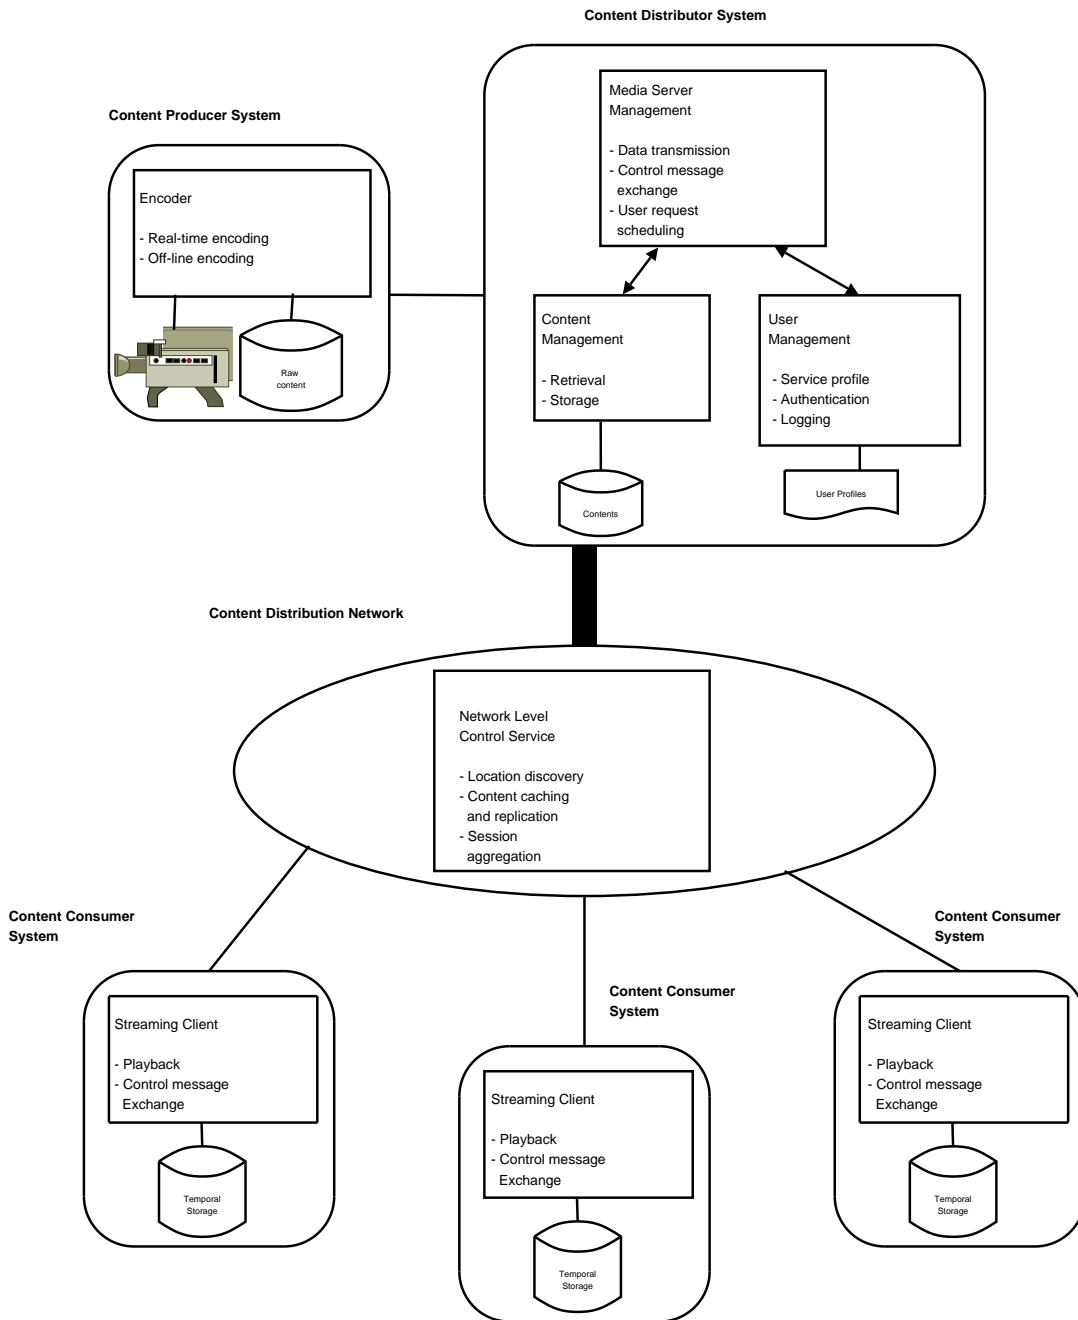 Content Distributor System
Media Server
Management
- Data transmission
- Control message
exchange
- User request
scheduling
Content Producer System
Encoder
- Real-time encoding
- Off-line encoding
Raw
content
Content
Management
- Retrieval
- Storage
Contents
User
Management
- Service profile
- Authentication
- Logging
User Profiles
Content Distribution Network
Network Level
Control Service
- Location discovery
- Content caching
and replication
- Session
aggregation
Content Consumer
System
Streaming Client
- Playback
- Control message
Exchange
Temporal
Storage
Content Consumer
System
Streaming Client
- Playback
- Control message
Exchange
Temporal
Storage
Content Consumer
System
Streaming Client
- Playback
- Control message
Exchange
Temporal
Storage